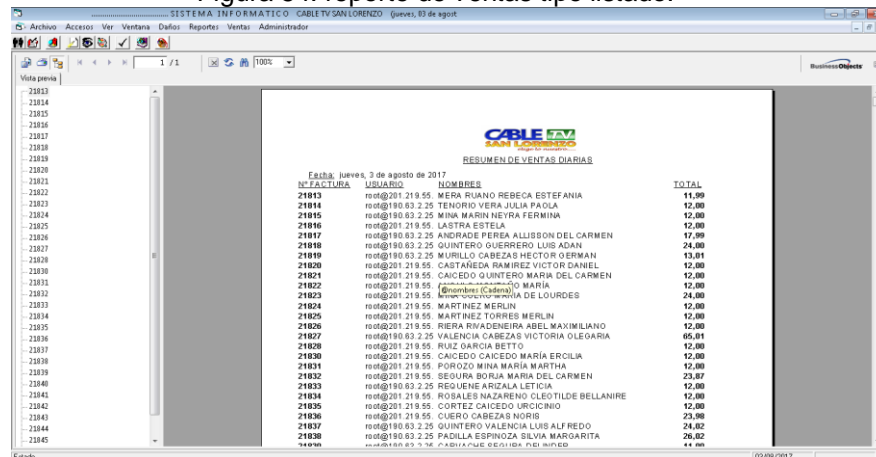 Figura 34. reporte de ventas tipo listado.
SISTEMA INFORMATICO CABLETV SAN LORENZO (jueves, 03 de agost
Archivo Accesos Ver Ventana Daños Reportes Ventas Administrador
1 /1 100%
BusinessObjects
Vista previa
21813
21814
21815
21816
21817
21818
21819
21820
21821
21822
21823
21824
21825
21826
21827
21828
21830
21831
21832
21833
21834
21835
21836
21837
21838
21839
21840
21841
21842
21843
21844
21845
CABLE TV
SAN LORENZO
RESUMEN DE VENTAS DIARIAS
Fecha: jueves, 3 de agosto de 2017
Nº FACTURA USUARIO NOMBRES TOTAL
21813 root@201.219.55. MERA RUANO REBECA ESTEFANIA 11,99
21814 root@190.63.2.25 TENORIO VERA JULIA PAOLA 12,00
21815 root@190.63.2.25 MINA MARIN NEYRA FERMINA 12,00
21816 root@201.219.55. LASTRA ESTELA 12,00
21817 root@190.63.2.25 ANDRADE PEREA ALLISSON DEL CARMEN 17,99
21818 root@190.63.2.25 QUINTERO GUERRERO LUIS ADAN 24,00
21819 root@190.63.2.25 MURILLO CABEZAS HECTOR GERMAN 13,01
21820 root@201.219.55. CASTAÑEDA RAMIREZ VICTOR DANIEL 12,00
21821 root@201.219.55. CAICEDO QUINTERO MARIA DEL CARMEN 12,00
21822 root@201.219.55. MARÍA 12,00
@nombres (Cadena)
21823 root@201.219.55. MARIA DE LOURDES 24,00
21824 root@201.219.55. MARTINEZ MERLIN 12,00
21825 root@201.219.55. MARTINEZ TORRES MERLIN 12,00
21826 root@201.219.55. RIERA RIVADENEIRA ABEL MAXIMILIANO 12,00
21827 root@190.63.2.25 VALENCIA CABEZAS VICTORIA OLEGARIA 65,01
21828 root@201.219.55. RUIZ GARCIA BETTO 12,00
21830 root@201.219.55. CAICEDO CAICEDO MARÍA ERCILIA 12,00
21831 root@201.219.55. POROZO MINA MARÍA MARTHA 12,00
21832 root@201.219.55. SEGURA BORJA MARIA DEL CARMEN 23,87
21833 root@190.63.2.25 REQUENE ARIZALA LETICIA 12,00
21834 root@201.219.55. ROSALES NAZARENO CLEOTILDE BELLANIRE 12,00
21835 root@201.219.55. CORTEZ CAICEDO URCICINIO 12,00
21836 root@201.219.55. CUERO CABEZAS NORIS 23,98
21837 root@190.63.2.25 QUINTERO VALENCIA LUIS ALFREDO 24,02
21838 root@190.63.2.25 PADILLA ESPINOZA SILVIA MARGARITA 26,02
21839
Estado 03/08/2017